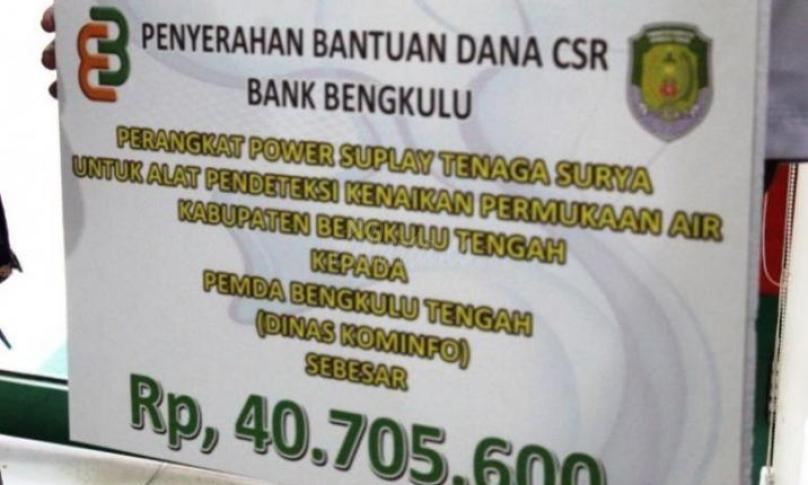 PENYERAHAN BANTUAN DANA CSR
BANK BENGKULU
PERANGKAT POWER SUPLAY TENAGA SURYA
UNTUK ALAT PENDETEKSI KENAIKAN PERMUKAAN AIR
KABUPATEN BENGKULU TENGAH
KEPADA
PEMDA BENGKULU TENGAH
(DINAS KOMINFO)
SEBESAR
Rp, 40.705.600